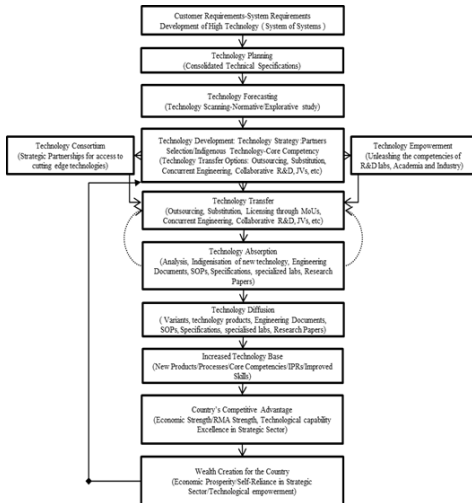 Customer Requirements-System Requirements
Development of High Technology ( System of Systems )
Technology Planning
(Consolidated Technical Specifications)
Technology Forecasting
(Technology Scanning-Normative/Explorative study)
Technology Consortium
(Strategic Partnerships for access to
cutting edge technologies)
Technology Development: Technology Strategy:Partners
Selection/Indigenous Technology-Core Competency
(Technology Transfer Options: Outsourcing, Substitution,
Concurrent Engineering, Collaborative R&D, JVs, etc)
Technology Empowerment
(Unleashing the competencies of
R&D labs, Academia and Industry)
Technology Transfer
(Outsourcing, Substitution, Licensing through MoUs,
Concurrent Engineering, Collaborative R&D, JVs, etc)
Technology Absorption
(Analysis, Indigenisation of new technology, Engineering
Documents, SOPs, Specifications, specialized labs, Research
Papers)
Technology Diffusion
( Variants, technology products, Engineering Documents,
SOPs, Specifications, specialised labs, Research Papers)
Increased Technology Base
(New Products/Processes/Core Competencies/IPRs/Improved
Skills)
Country's Competitive Advantage
(Economic Strength/RMA Strength, Technological capability
Excellence in Strategic Sector)
Wealth Creation for the Country
(Economic Prosperity/Self-Reliance in Strategic
Sector/Technological empowerment)